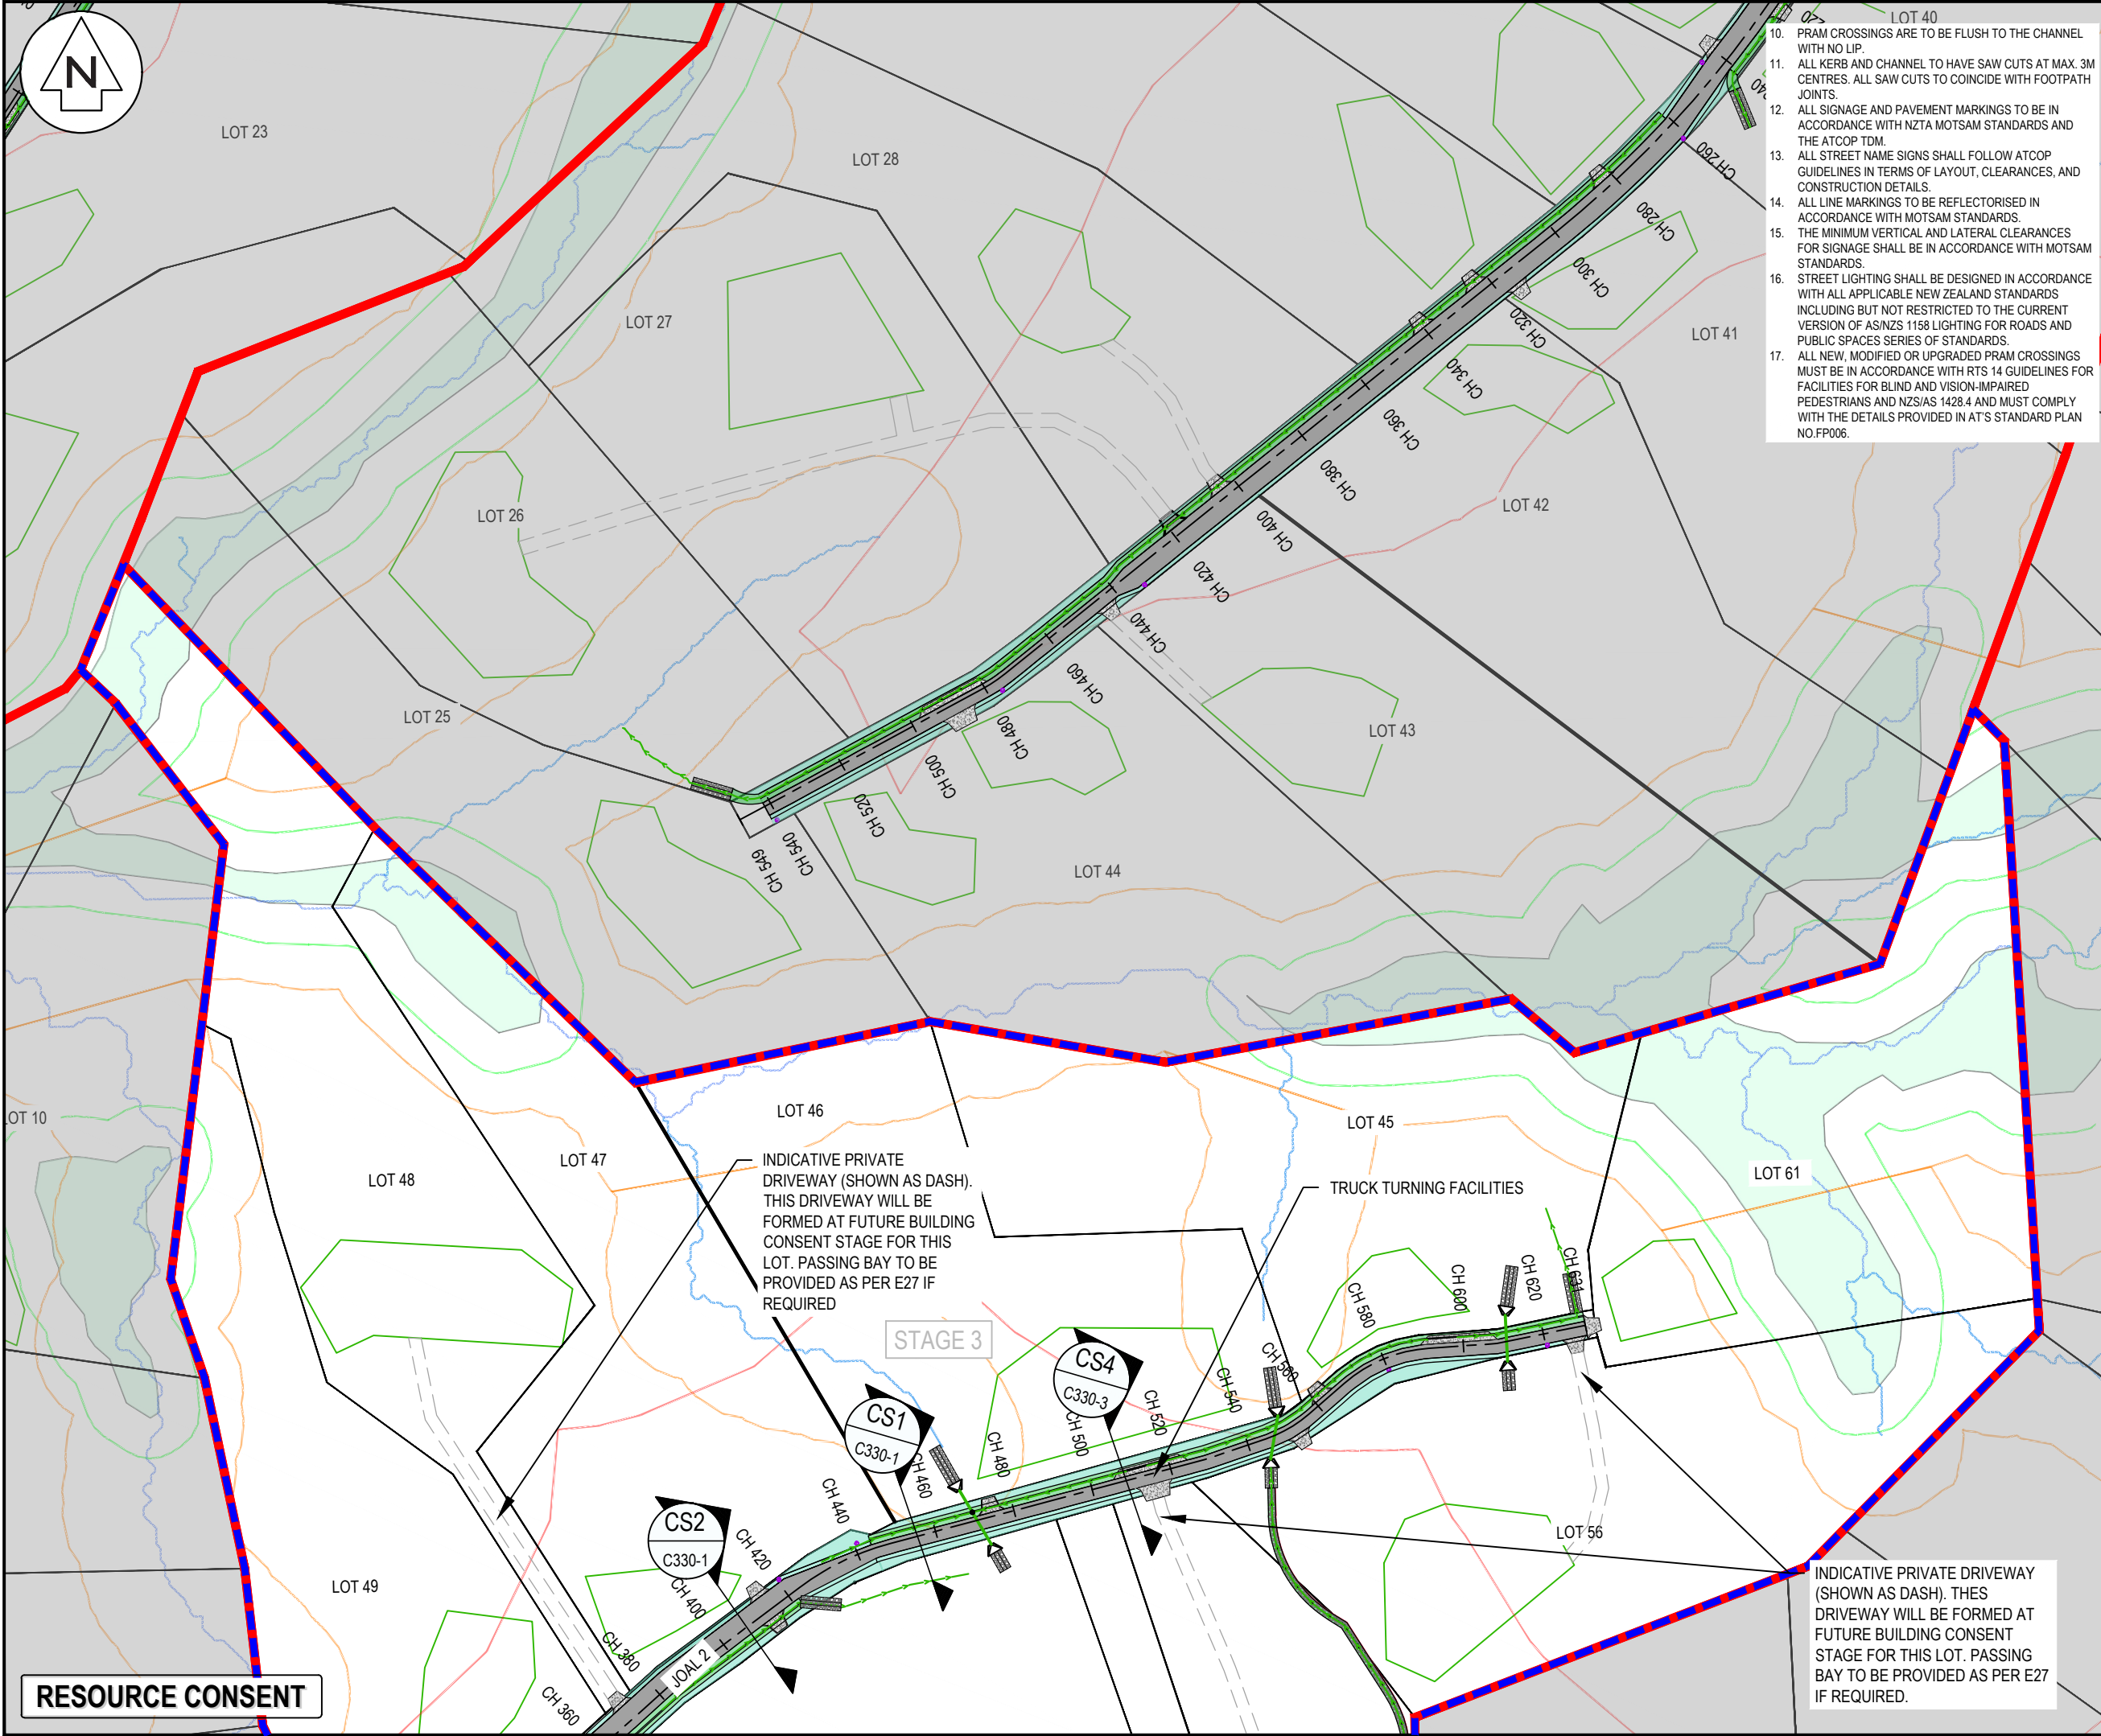 N
LOT 40
220
240
10. PRAM CROSSINGS ARE TO BE FLUSH TO THE CHANNEL
WITH NO LIP.
11. ALL KERB AND CHANNEL TO HAVE SAW CUTS AT MAX. 3M
CENTRES. ALL SAW CUTS TO COINCIDE WITH FOOTPATH
JOINTS.
12. ALL SIGNAGE AND PAVEMENT MARKINGS TO BE IN
ACCORDANCE WITH NZTA MOTSAM STANDARDS AND
THE ATCOP TDM.
13. ALL STREET NAME SIGNS SHALL FOLLOW ATCOP
GUIDELINES IN TERMS OF LAYOUT, CLEARANCES, AND
CONSTRUCTION DETAILS.
14. ALL LINE MARKINGS TO BE REFLECTORISED IN
ACCORDANCE WITH MOTSAM STANDARDS.
15. THE MINIMUM VERTICAL AND LATERAL CLEARANCES
FOR SIGNAGE SHALL BE IN ACCORDANCE WITH MOTSAM
STANDARDS.
16. STREET LIGHTING SHALL BE DESIGNED IN ACCORDANCE
WITH ALL APPLICABLE NEW ZEALAND STANDARDS
INCLUDING BUT NOT RESTRICTED TO THE CURRENT
VERSION OF AS/NZS 1158 LIGHTING FOR ROADS AND
PUBLIC SPACES SERIES OF STANDARDS.
17. ALL NEW, MODIFIED OR UPGRADED PRAM CROSSINGS
MUST BE IN ACCORDANCE WITH RTS 14 GUIDELINES FOR
FACILITIES FOR BLIND AND VISION-IMPAIRED
PEDESTRIANS AND NZS/AS 1428.4 AND MUST COMPLY
WITH THE DETAILS PROVIDED IN AT'S STANDARD PLAN
NO.FP006.
LOT 23
LOT 28
LOT 27
LOT 41
LOT 26
LOT 42
LOT 25
LOT 43
LOT 44
CH 260
CH 280
CH 300
CH 320
CH 340
CH 360
CH 380
CH 400
CH 420
CH 440
CH 460
CH 480
CH 500
CH 520
CH 540
CH 549
LOT 10
LOT 46
LOT 45
LOT 47
LOT 48
LOT 61
INDICATIVE PRIVATE
DRIVEWAY (SHOWN AS DASH).
THIS DRIVEWAY WILL BE
FORMED AT FUTURE BUILDING
CONSENT STAGE FOR THIS
LOT. PASSING BAY TO BE
PROVIDED AS PER E27 IF
REQUIRED
TRUCK TURNING FACILITIES
STAGE 3
CS4
C330-3
CS1
C330-1
CS2
C330-1
CH 631
CH 620
CH 600
CH 580
CH 560
CH 540
CH 520
CH 500
CH 480
CH 460
CH 440
CH 420
CH 400
CH 380
CH 360
JOAL 2
LOT 56
LOT 49
INDICATIVE PRIVATE DRIVEWAY
(SHOWN AS DASH). THES
DRIVEWAY WILL BE FORMED AT
FUTURE BUILDING CONSENT
STAGE FOR THIS LOT. PASSING
BAY TO BE PROVIDED AS PER E27
IF REQUIRED.
RESOURCE CONSENT